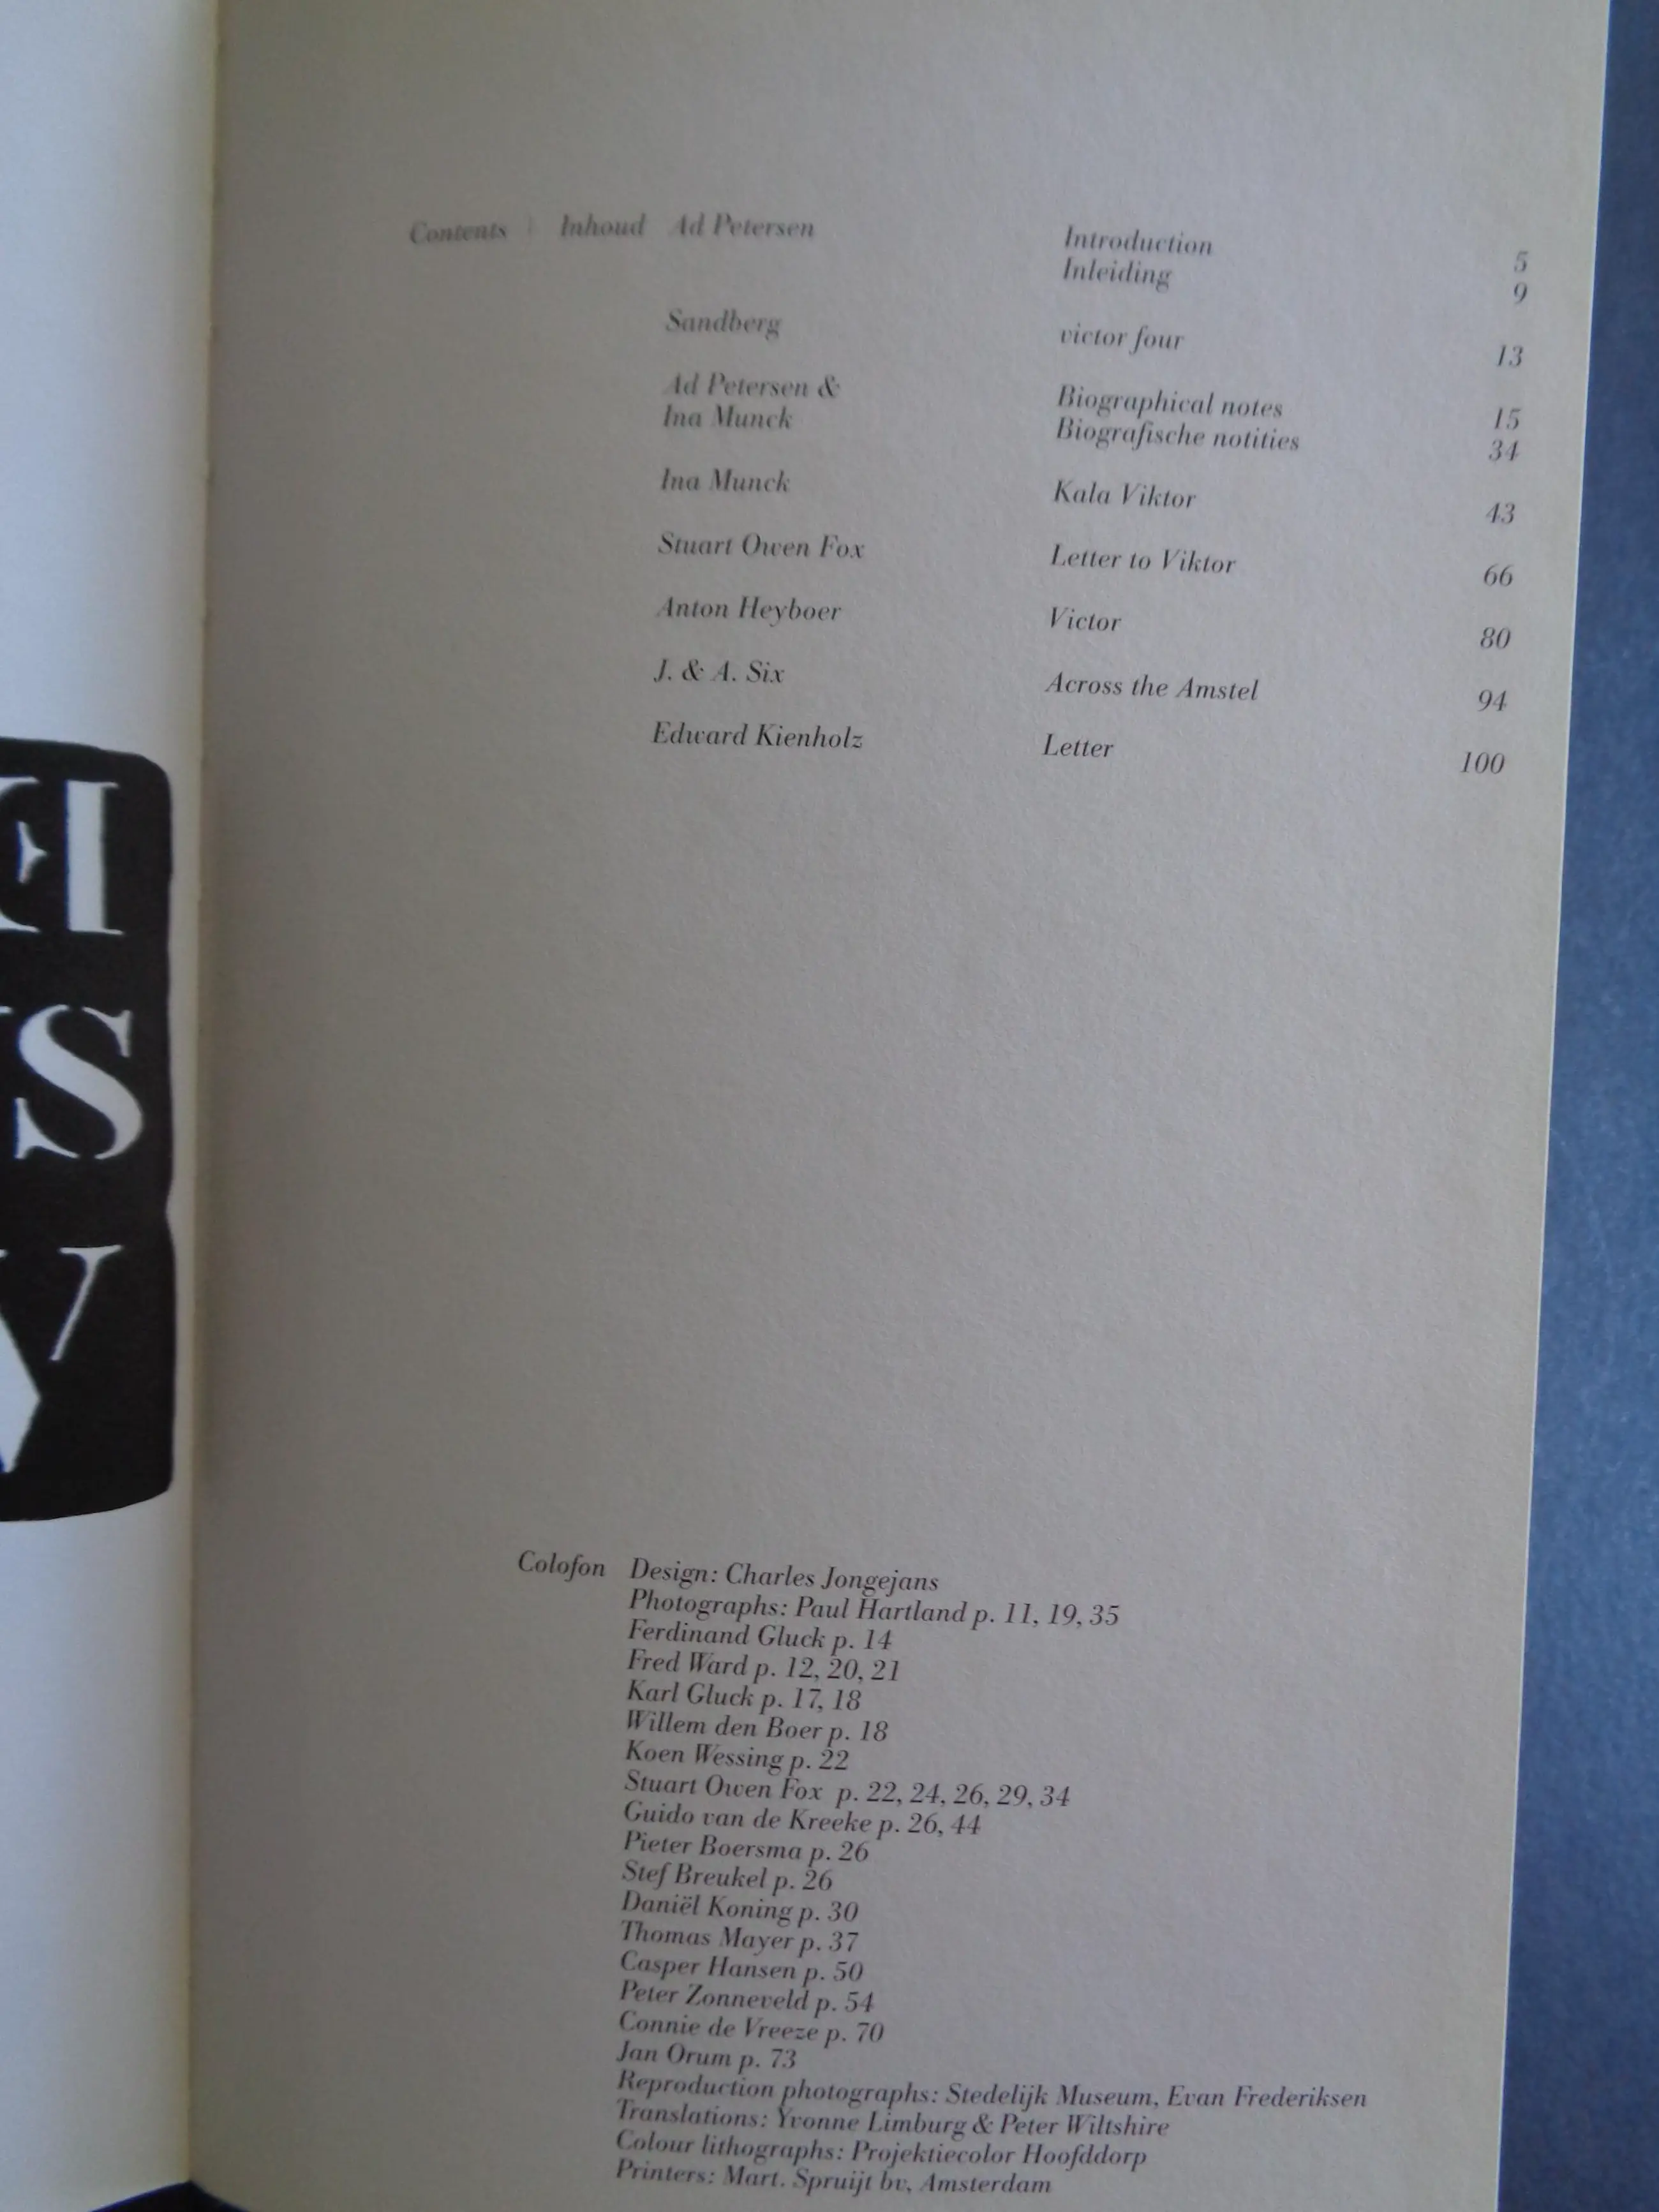 Contents | Inhoud Ad Petersen Introduction 5
Inleiding 9
Sandberg victor four 13
Ad Petersen & Biographical notes 15
Ina Munck Biografische notities 34
Ina Munck Kala Viktor 43
Stuart Owen Fox Letter to Viktor 66
Anton Heyboer Victor 80
J. & A. Six Across the Amstel 94
Edward Kienholz Letter 100
Colofon Design: Charles Jongejans
Photographs: Paul Hartland p. 11, 19, 35
Ferdinand Gluck p. 14
Fred Ward p. 12, 20, 21
Karl Gluck p. 17, 18
Willem den Boer p. 18
Koen Wessing p. 22
Stuart Owen Fox p. 22, 24, 26, 29, 34
Guido van de Kreeke p. 26, 44
Pieter Boersma p. 26
Stef Breukel p. 26
Daniël Koning p. 30
Thomas Mayer p. 37
Casper Hansen p. 50
Peter Zonneveld p. 54
Connie de Vreeze p. 70
Jan Orum p. 73
Reproduction photographs: Stedelijk Museum, Evan Frederiksen
Translations: Yvonne Limburg & Peter Wiltshire
Colour lithographs: Projektiecolor Hoofddorp
Printers: Mart. Spruijt bv, Amsterdam